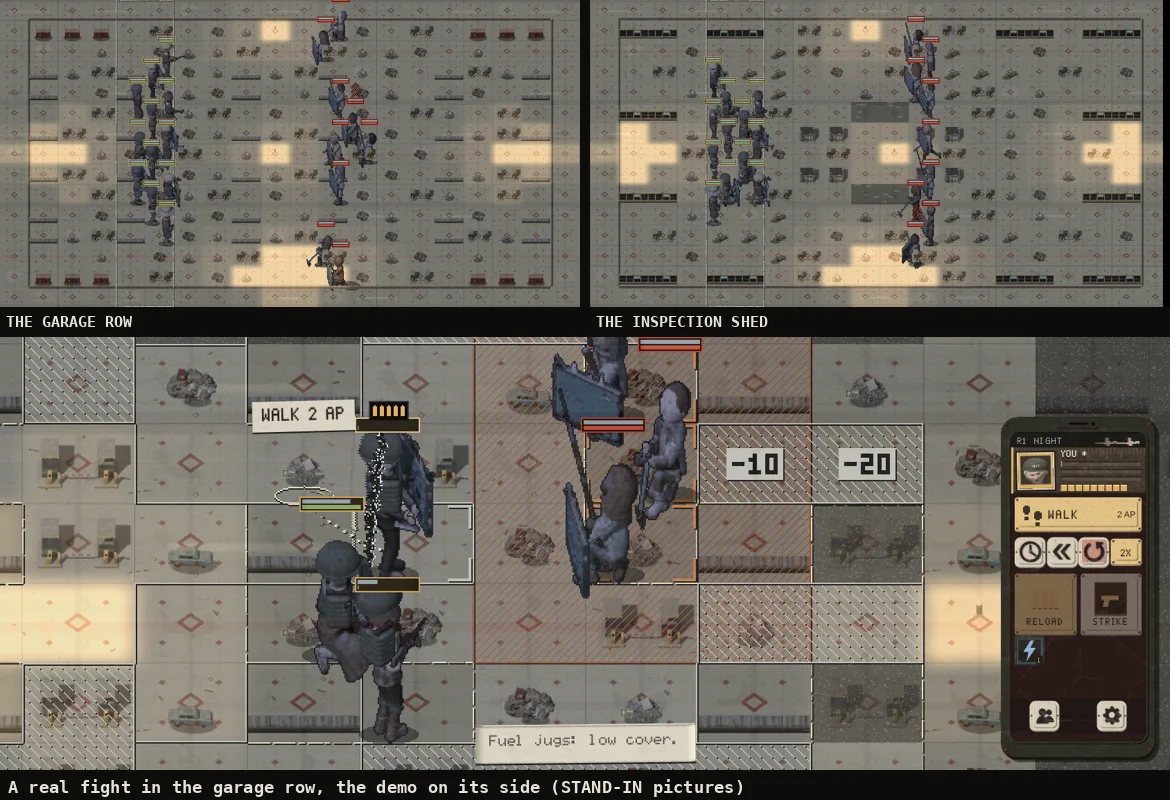 THE GARAGE ROW
THE INSPECTION SHED
WALK 2 AP
-10
-20
Fuel jugs: low cover.
R1 NIGHT
YOU *
WALK 2 AP
2X
RELOAD
STRIKE
1
A real fight in the garage row, the demo on its side (STAND-IN pictures)